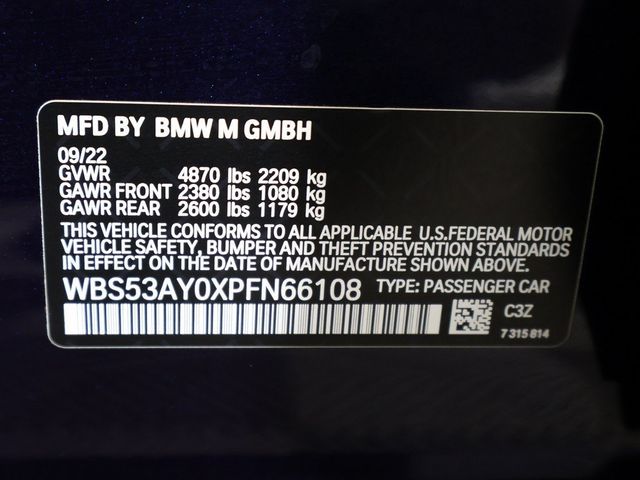 MFD BY BMW M GMBH
09/22
GVWR 4870 lbs 2209 kg
GAWR FRONT 2380 lbs 1080 kg
GAWR REAR 2600 lbs 1179 kg
THIS VEHICLE CONFORMS TO ALL APPLICABLE U.S.FEDERAL MOTOR
VEHICLE SAFETY, BUMPER AND THEFT PREVENTION STANDARDS
IN EFFECT ON THE DATE OF MANUFACTURE SHOWN ABOVE.
WBS53AY0XPFN66108 TYPE: PASSENGER CAR
C3Z
7 315 814